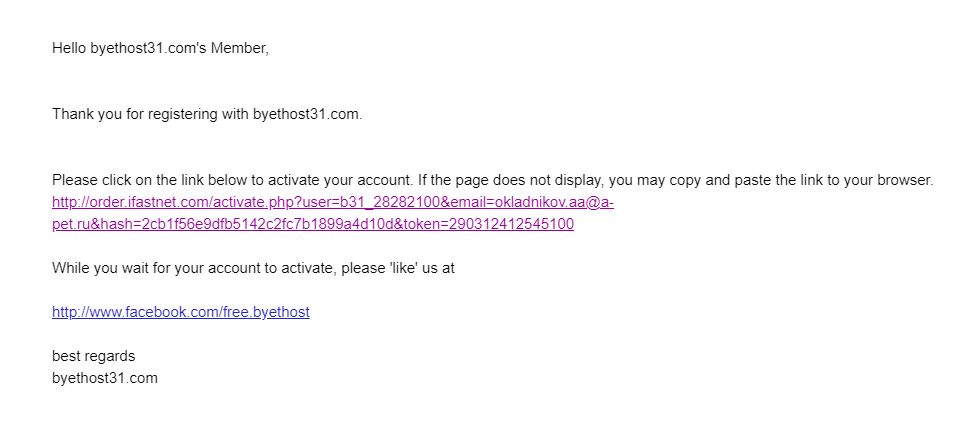 Hello byethost31.com's Member,
Thank you for registering with byethost31.com.
Please click on the link below to activate your account. If the page does not display, you may copy and paste the link to your browser.
http://order.ifastnet.com/activate.php?user=b31_28282100&email=okladnikov.aa@a-
pet.ru&hash=2cb1f56e9dfb5142c2fc7b1899a4d10d&token=290312412545100
While you wait for your account to activate, please 'like' us at
http://www.facebook.com/free.byethost
best regards
byethost31.com